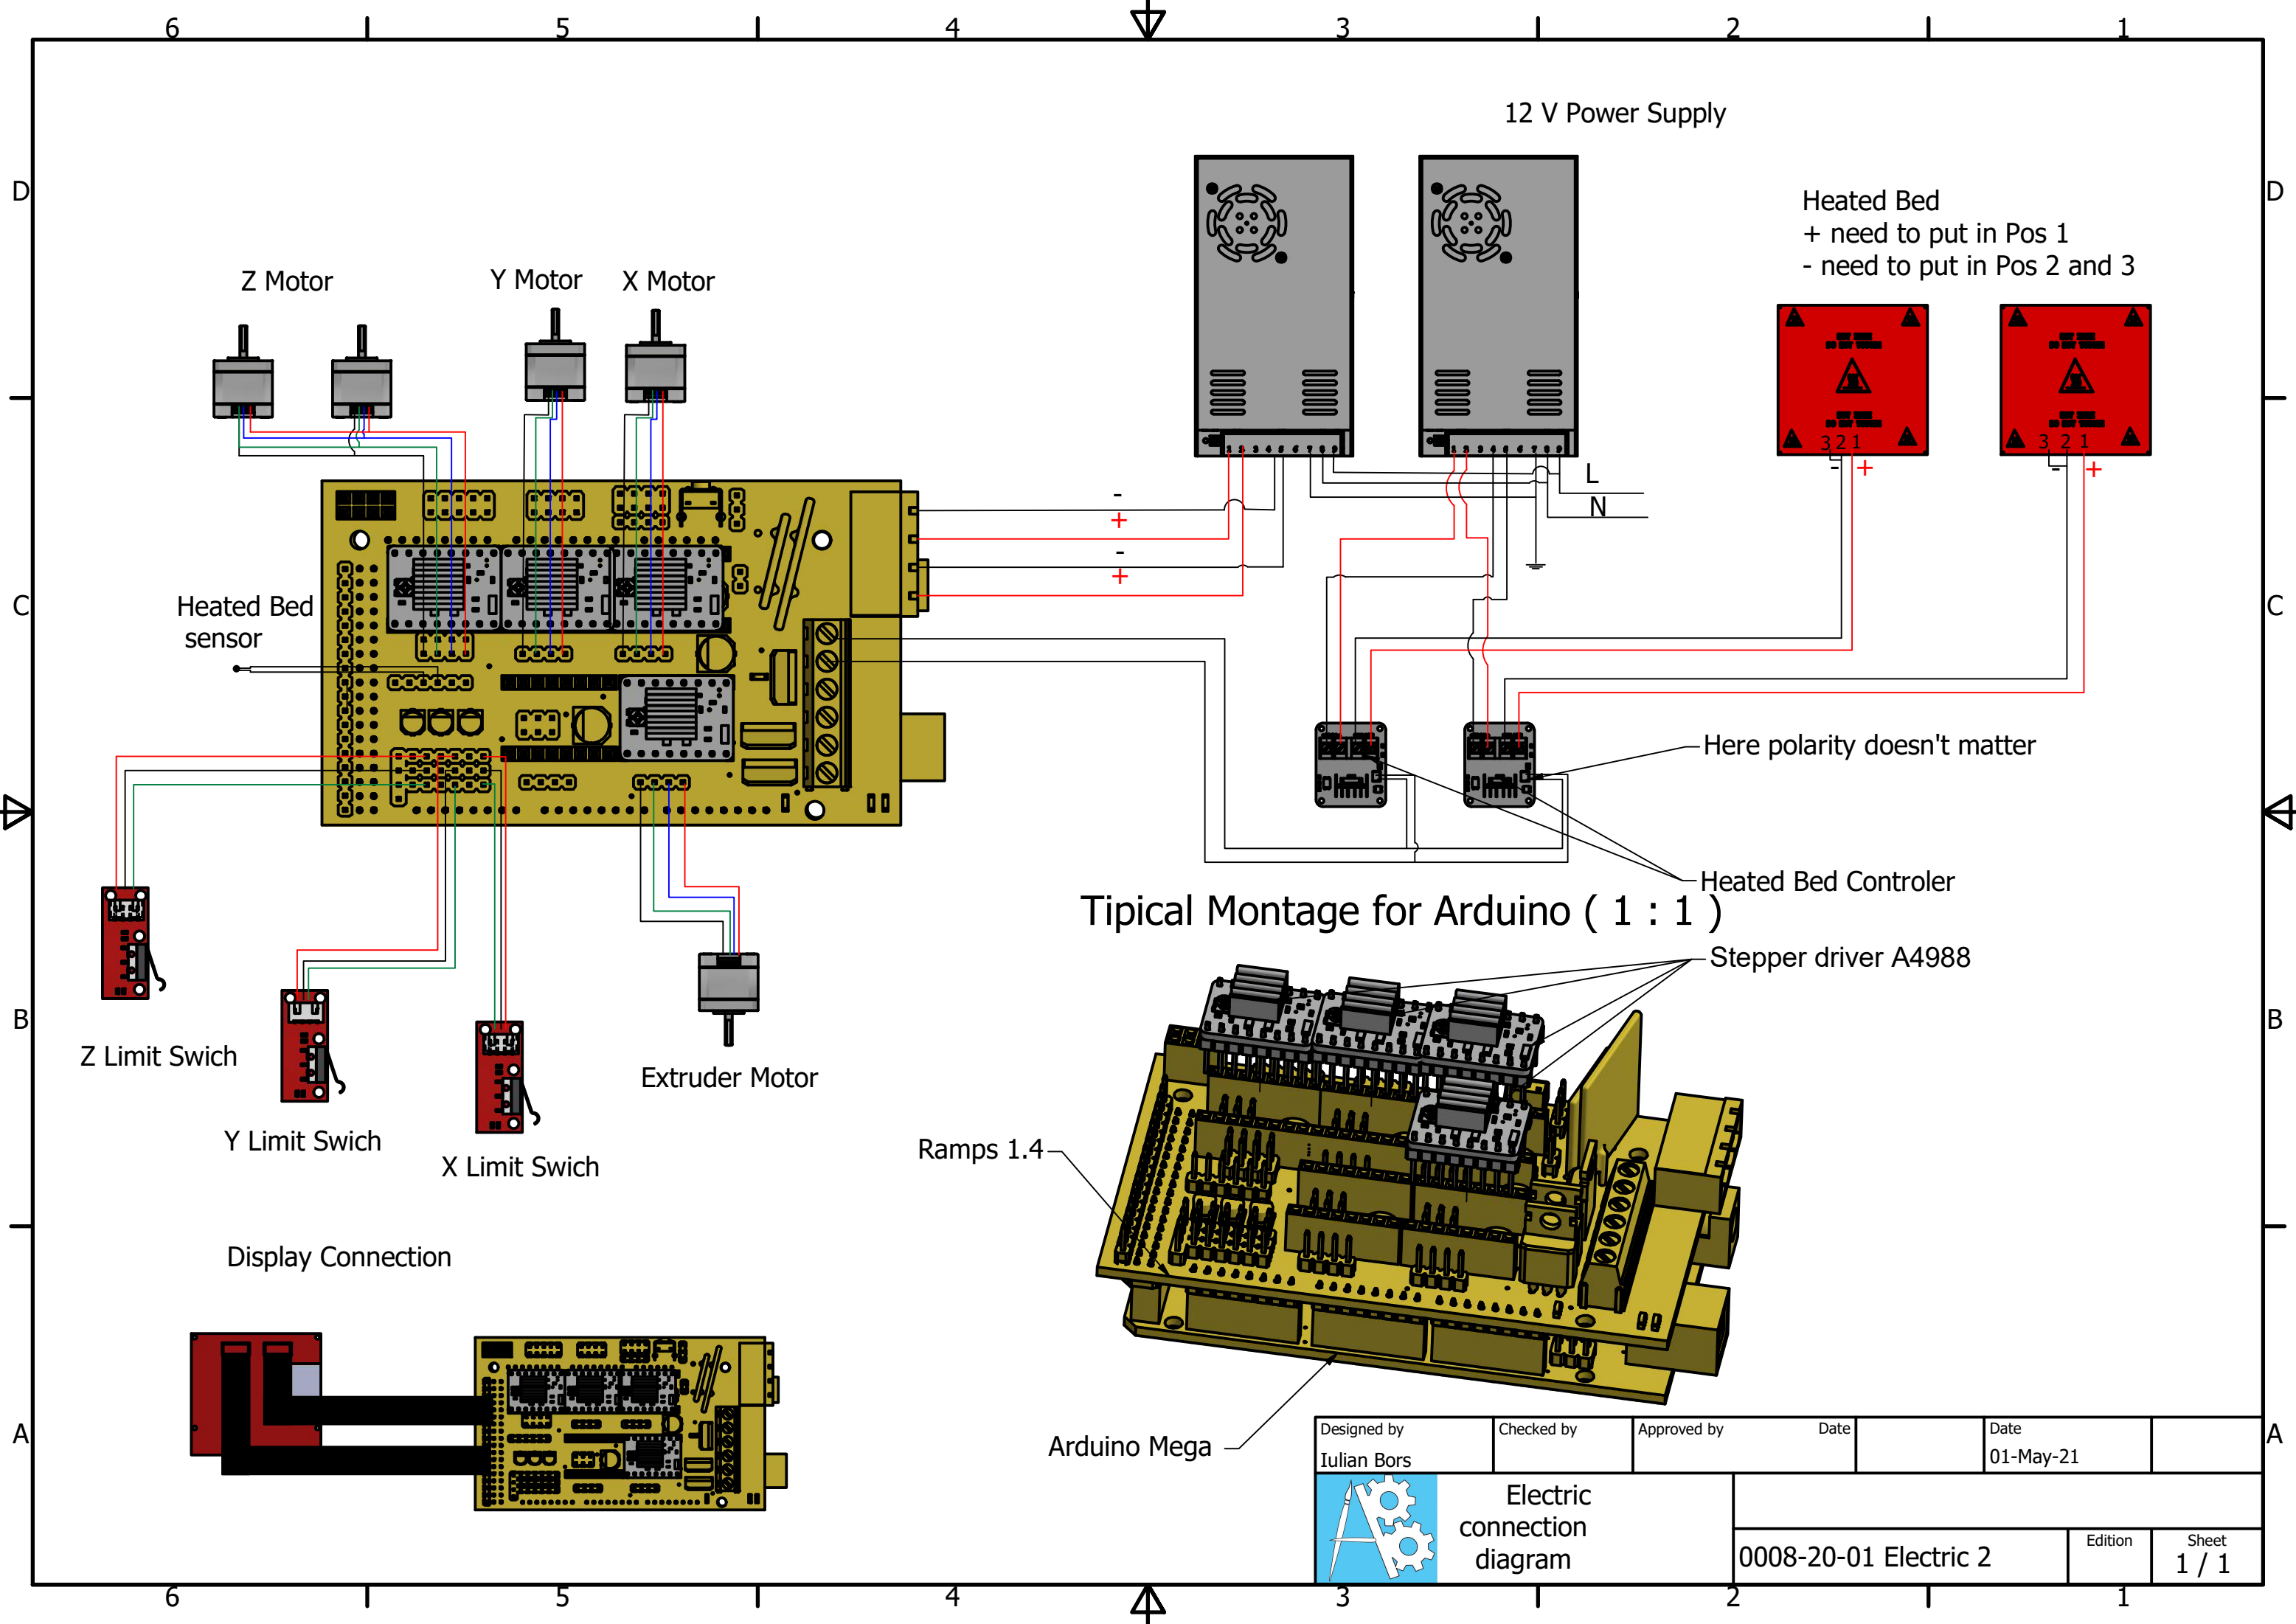 6 5 4 3 2 1
12 V Power Supply
D D
Heated Bed
+ need to put in Pos 1
- need to put in Pos 2 and 3
Z Motor Y Motor X Motor
3 2 1 3 2 1
- + - +
L
N
-
+
-
+
C C
Heated Bed
sensor
Here polarity doesn't matter
Heated Bed Controler
Tipical Montage for Arduino ( 1 : 1 )
Stepper driver A4988
B B
Z Limit Swich
Extruder Motor
Y Limit Swich
X Limit Swich
Ramps 1.4
Display Connection
Arduino Mega
A A
Designed by Checked by Approved by Date Date
Iulian Bors 01-May-21
Electric
connection
diagram
0008-20-01 Electric 2
Edition Sheet
1 / 1
6 5 4 3 2 1